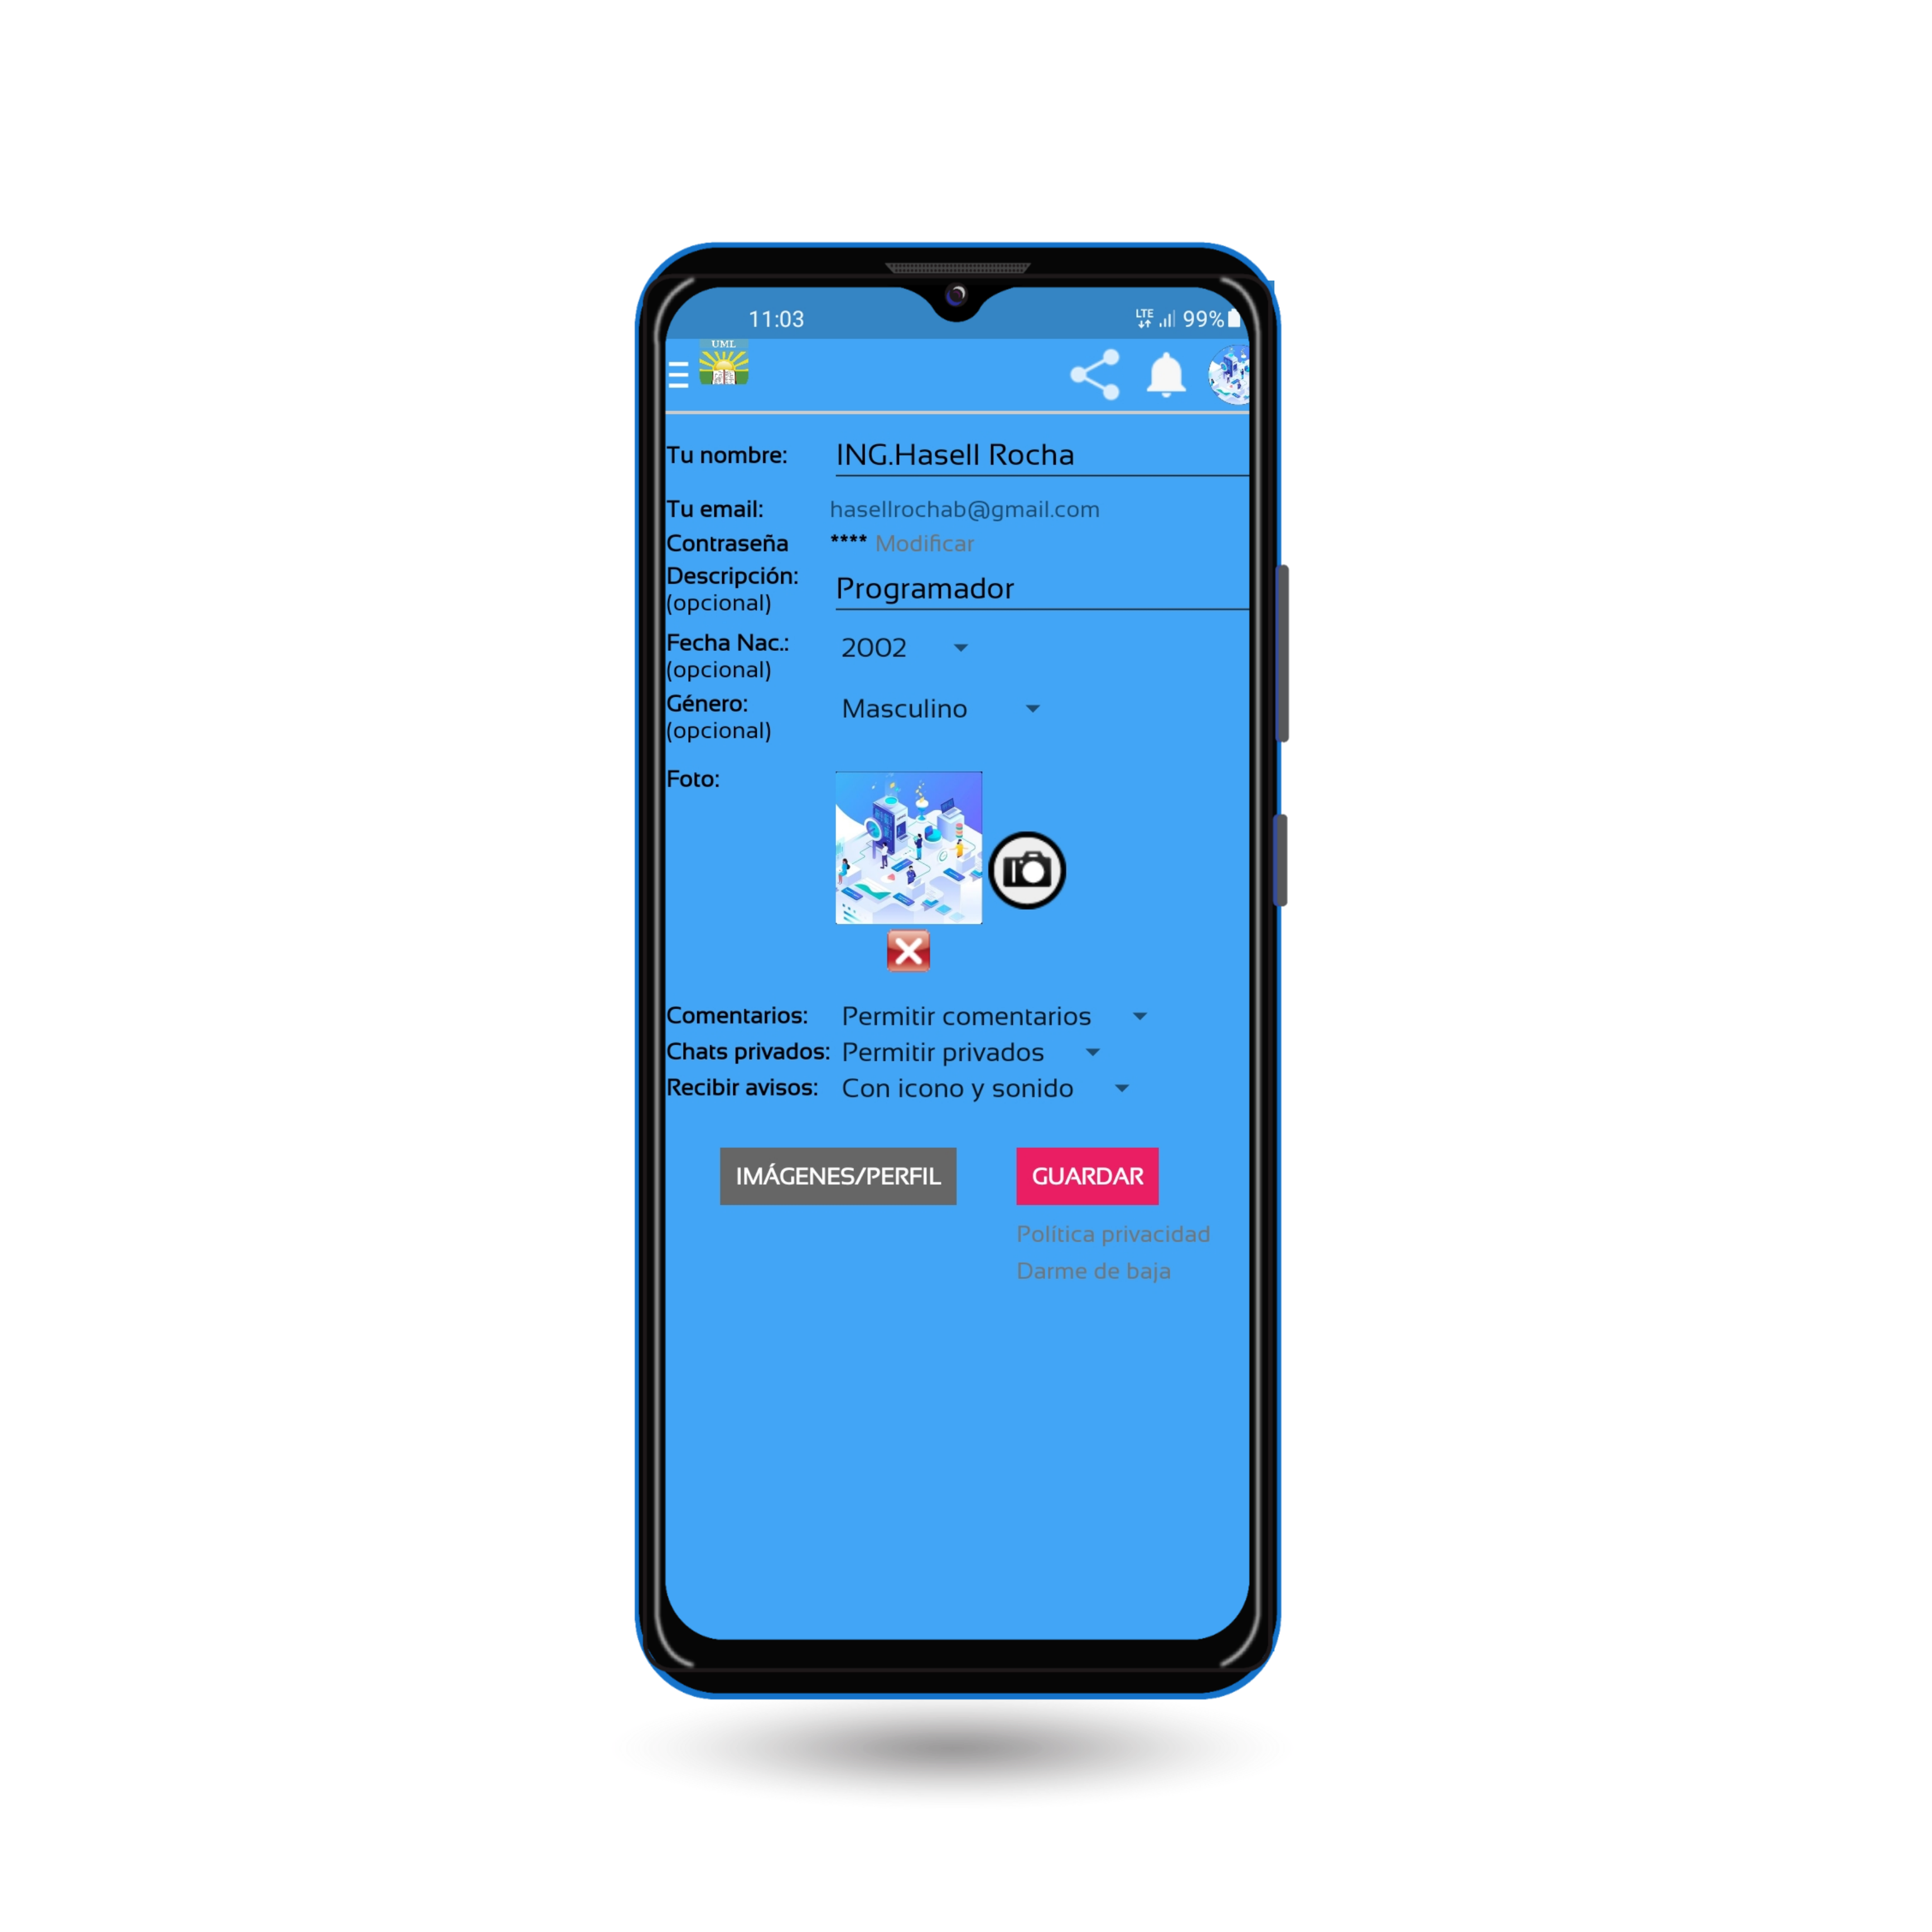 11:03
LTE 99%
UML
Tu nombre: ING.Hasell Rocha
Tu email: hasellrochab@gmail.com
Contraseña **** Modificar
Descripción: Programador
(opcional)
Fecha Nac.: 2002
(opcional)
Género: Masculino
(opcional)
Foto:
Comentarios: Permitir comentarios
Chats privados: Permitir privados
Recibir avisos: Con icono y sonido
IMÁGENES/PERFIL GUARDAR
Política privacidad
Darme de baja